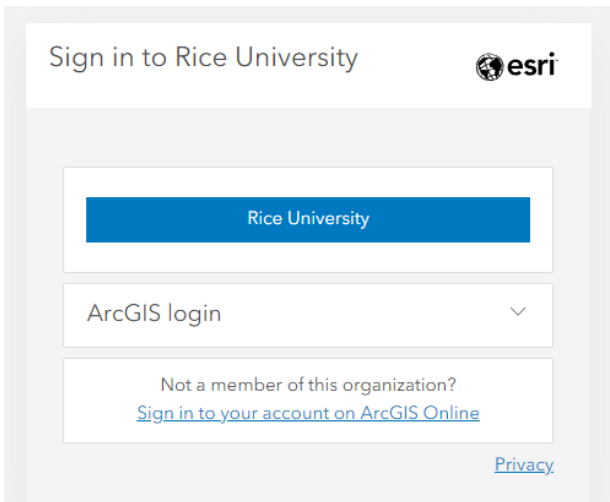 Sign in to Rice University
esri
Rice University
ArcGIS login
Not a member of this organization?
Sign in to your account on ArcGIS Online
Privacy